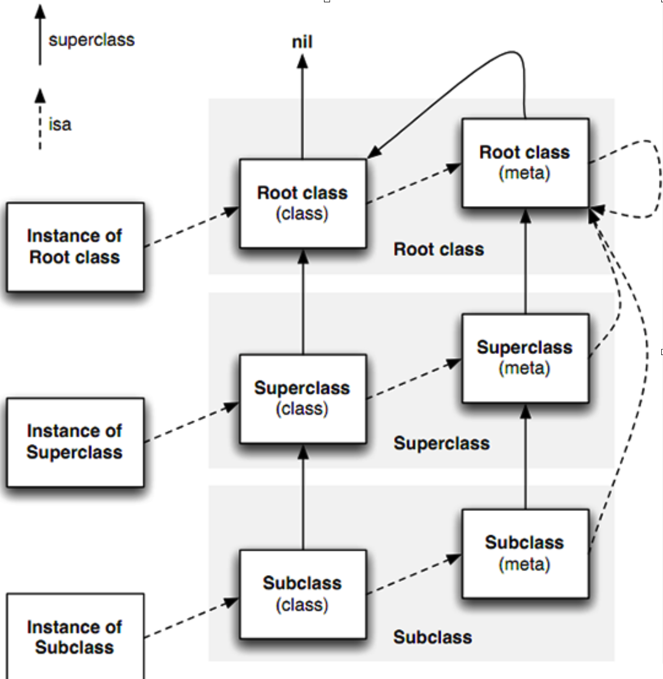 superclass
isa
nil
Root class
(meta)
Root class
(class)
Instance of
Root class
Root class
Superclass
(meta)
Superclass
(class)
Instance of
Superclass
Superclass
Subclass
(meta)
Subclass
(class)
Instance of
Subclass
Subclass